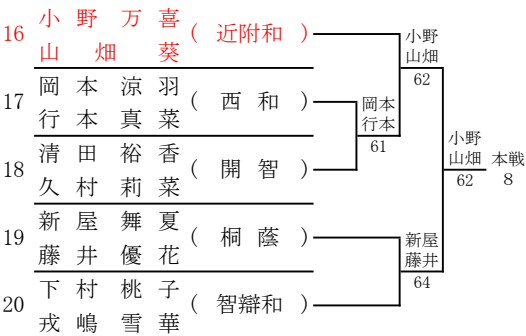 16 小野万喜 山畑葵 ( 近附和 )
17 岡本涼羽 行本真菜 ( 西和 )
18 清田裕香 久村莉菜 ( 開智 )
19 新屋舞夏 藤井優花 ( 桐蔭 )
20 下村桃子 戎嶋雪華 ( 智辯和 )
小野
山畑
62
岡本
行本
61
小野
山畑
62
本戦
8
新屋
藤井
64